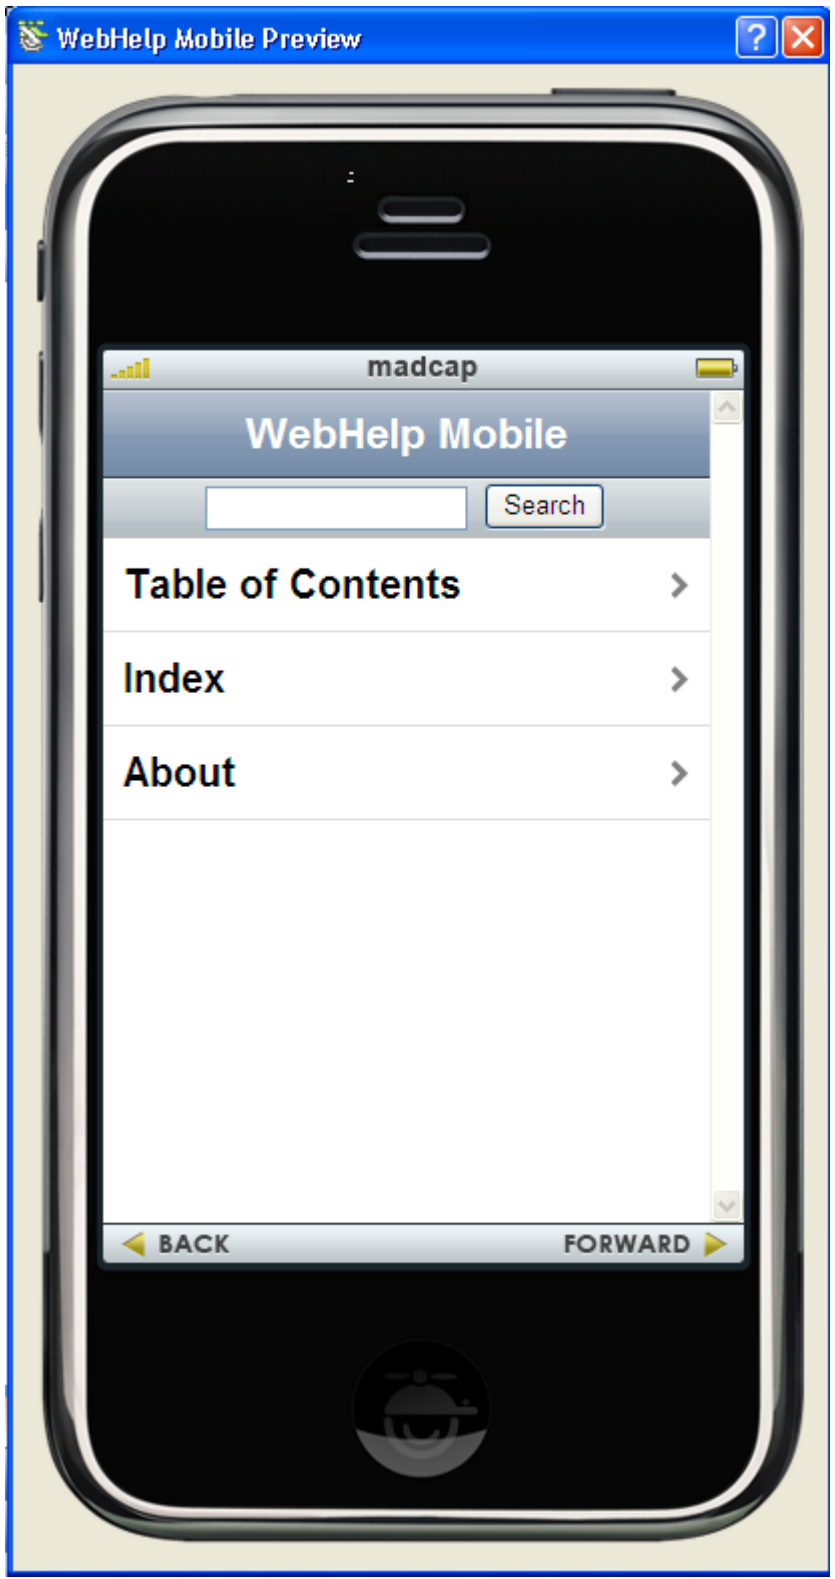 WebHelp Mobile Preview
madcap
WebHelp Mobile
Search
Table of Contents
Index
About
BACK
FORWARD